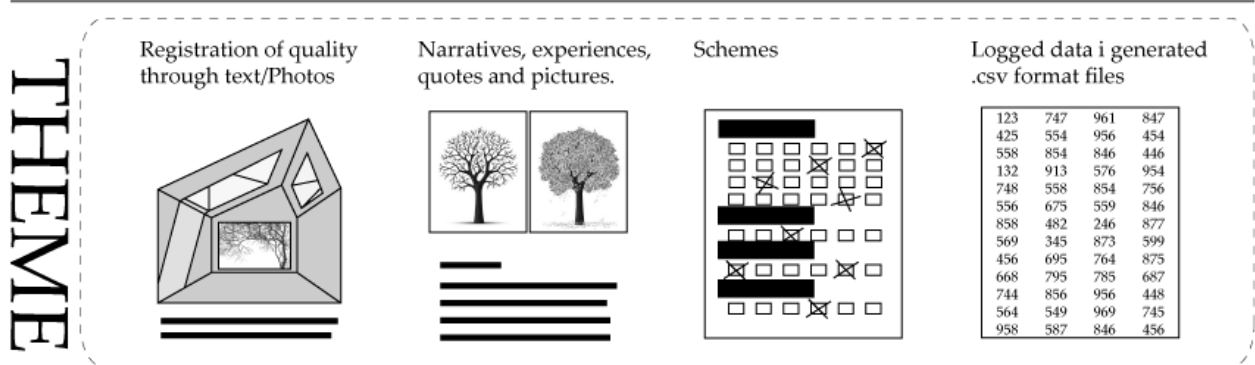 THEME
Registration of quality
through text/Photos
Narratives, experiences,
quotes and pictures.
Schemes
Logged data i generated
.csv format files
123 747 961 847
425 554 956 454
558 854 846 446
132 913 576 954
748 558 854 756
556 675 559 846
858 482 246 877
569 345 873 599
456 695 764 875
668 795 785 687
744 856 956 448
564 549 969 745
958 587 846 456